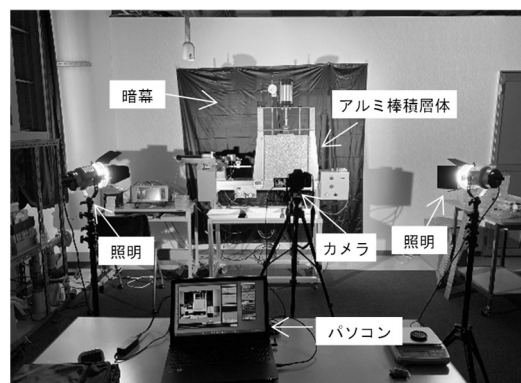 暗幕
アルミ棒積層体
照明
カメラ
照明
パソコン